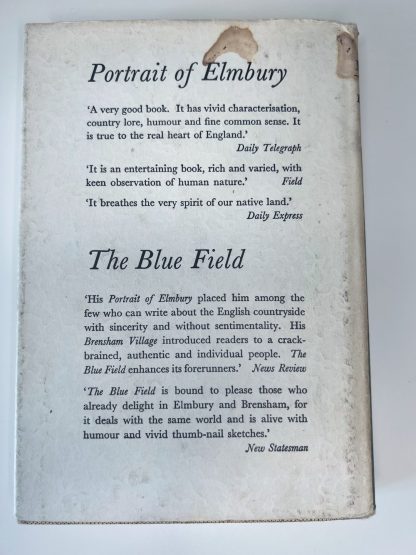 Portrait of Elmbury
‘A very good book. It has vivid characterisation,
country lore, humour and fine common sense. It
is true to the real heart of England.’
Daily Telegraph
‘It is an entertaining book, rich and varied, with
keen observation of human nature.’ Field
‘It breathes the very spirit of our native land.’
Daily Express
The Blue Field
‘His Portrait of Elmbury placed him among the
few who can write about the English countryside
with sincerity and without sentimentality. His
Brensham Village introduced readers to a crack-
brained, authentic and individual people. The
Blue Field enhances its forerunners.’ News Review
‘The Blue Field is bound to please those who
already delight in Elmbury and Brensham, for
it deals with the same world and is alive with
humour and vivid thumb-nail sketches.’
New Statesman